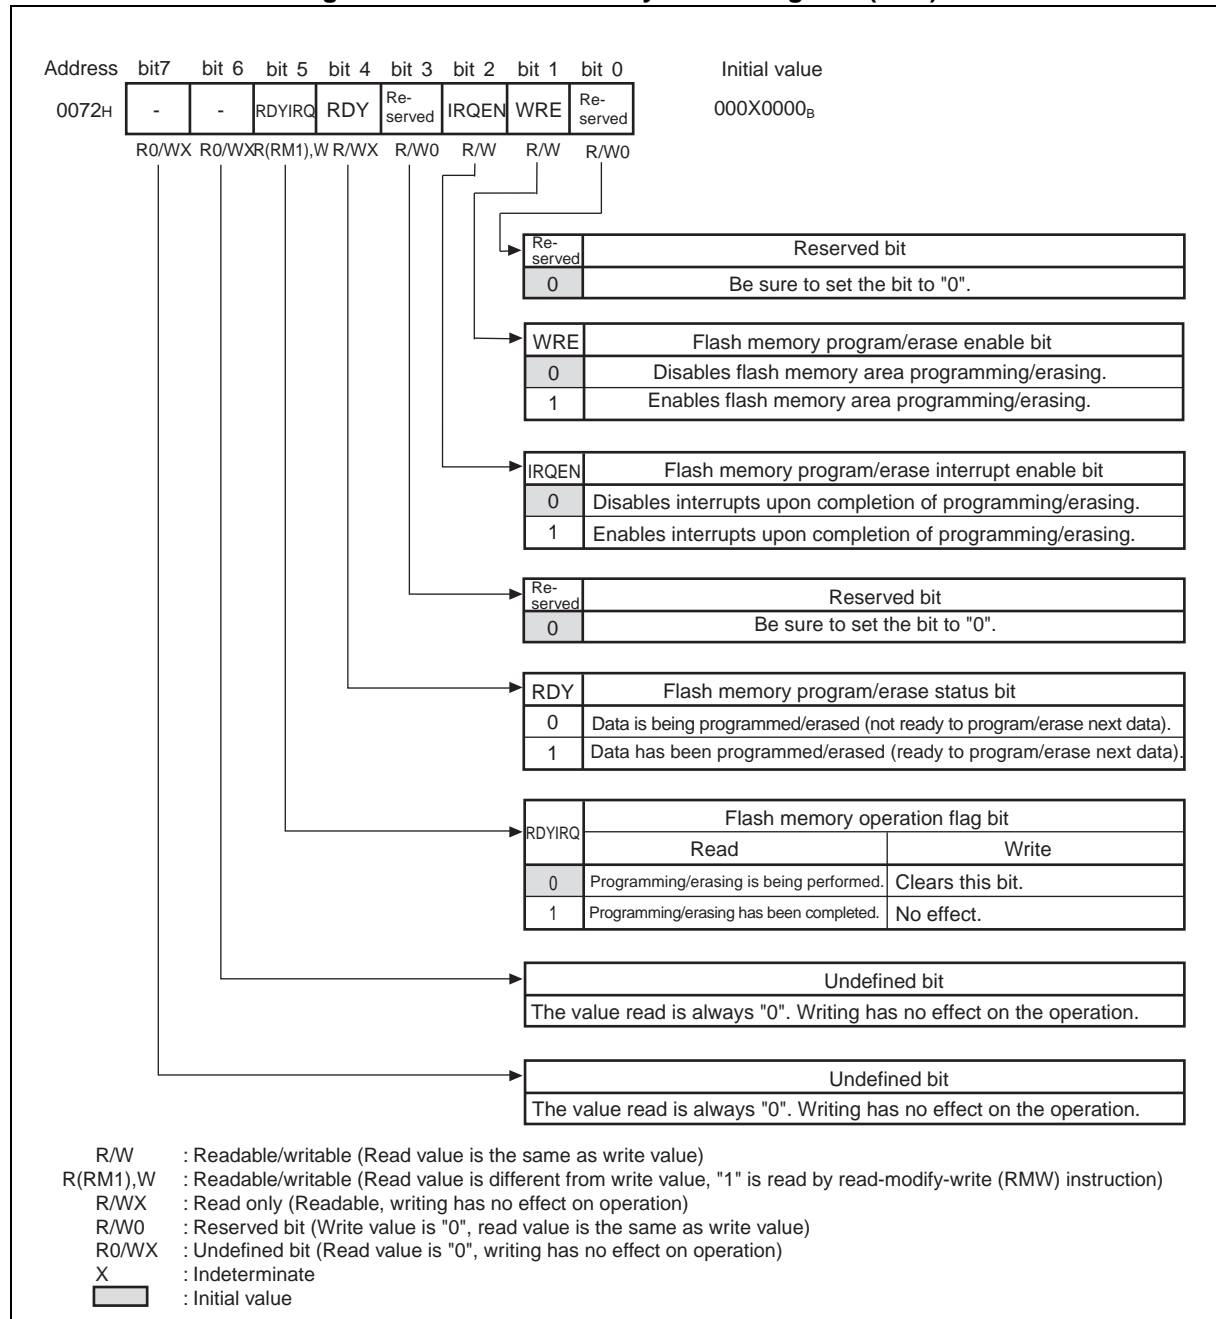 Address bit7 bit 6 bit 5 bit 4 bit 3 bit 2 bit 1 bit 0 Initial value
0072H - - RDYIRQ RDY Re-served IRQEN WRE Re-served 000X0000B
R0/WX R0/WX R(RM1),W R/WX R/W0 R/W R/W R/W0
Re-served Reserved bit
0 Be sure to set the bit to "0".
WRE Flash memory program/erase enable bit
0 Disables flash memory area programming/erasing.
1 Enables flash memory area programming/erasing.
IRQEN Flash memory program/erase interrupt enable bit
0 Disables interrupts upon completion of programming/erasing.
1 Enables interrupts upon completion of programming/erasing.
Re-served Reserved bit
0 Be sure to set the bit to "0".
RDY Flash memory program/erase status bit
0 Data is being programmed/erased (not ready to program/erase next data).
1 Data has been programmed/erased (ready to program/erase next data).
RDYIRQ Flash memory operation flag bit
Read Write
0 Programming/erasing is being performed. Clears this bit.
1 Programming/erasing has been completed. No effect.
Undefined bit
The value read is always "0". Writing has no effect on the operation.
Undefined bit
The value read is always "0". Writing has no effect on the operation.
R/W : Readable/writable (Read value is the same as write value)
R(RM1),W : Readable/writable (Read value is different from write value, "1" is read by read-modify-write (RMW) instruction)
R/WX : Read only (Readable, writing has no effect on operation)
R/W0 : Reserved bit (Write value is "0", read value is the same as write value)
R0/WX : Undefined bit (Read value is "0", writing has no effect on operation)
X : Indeterminate
: Initial value